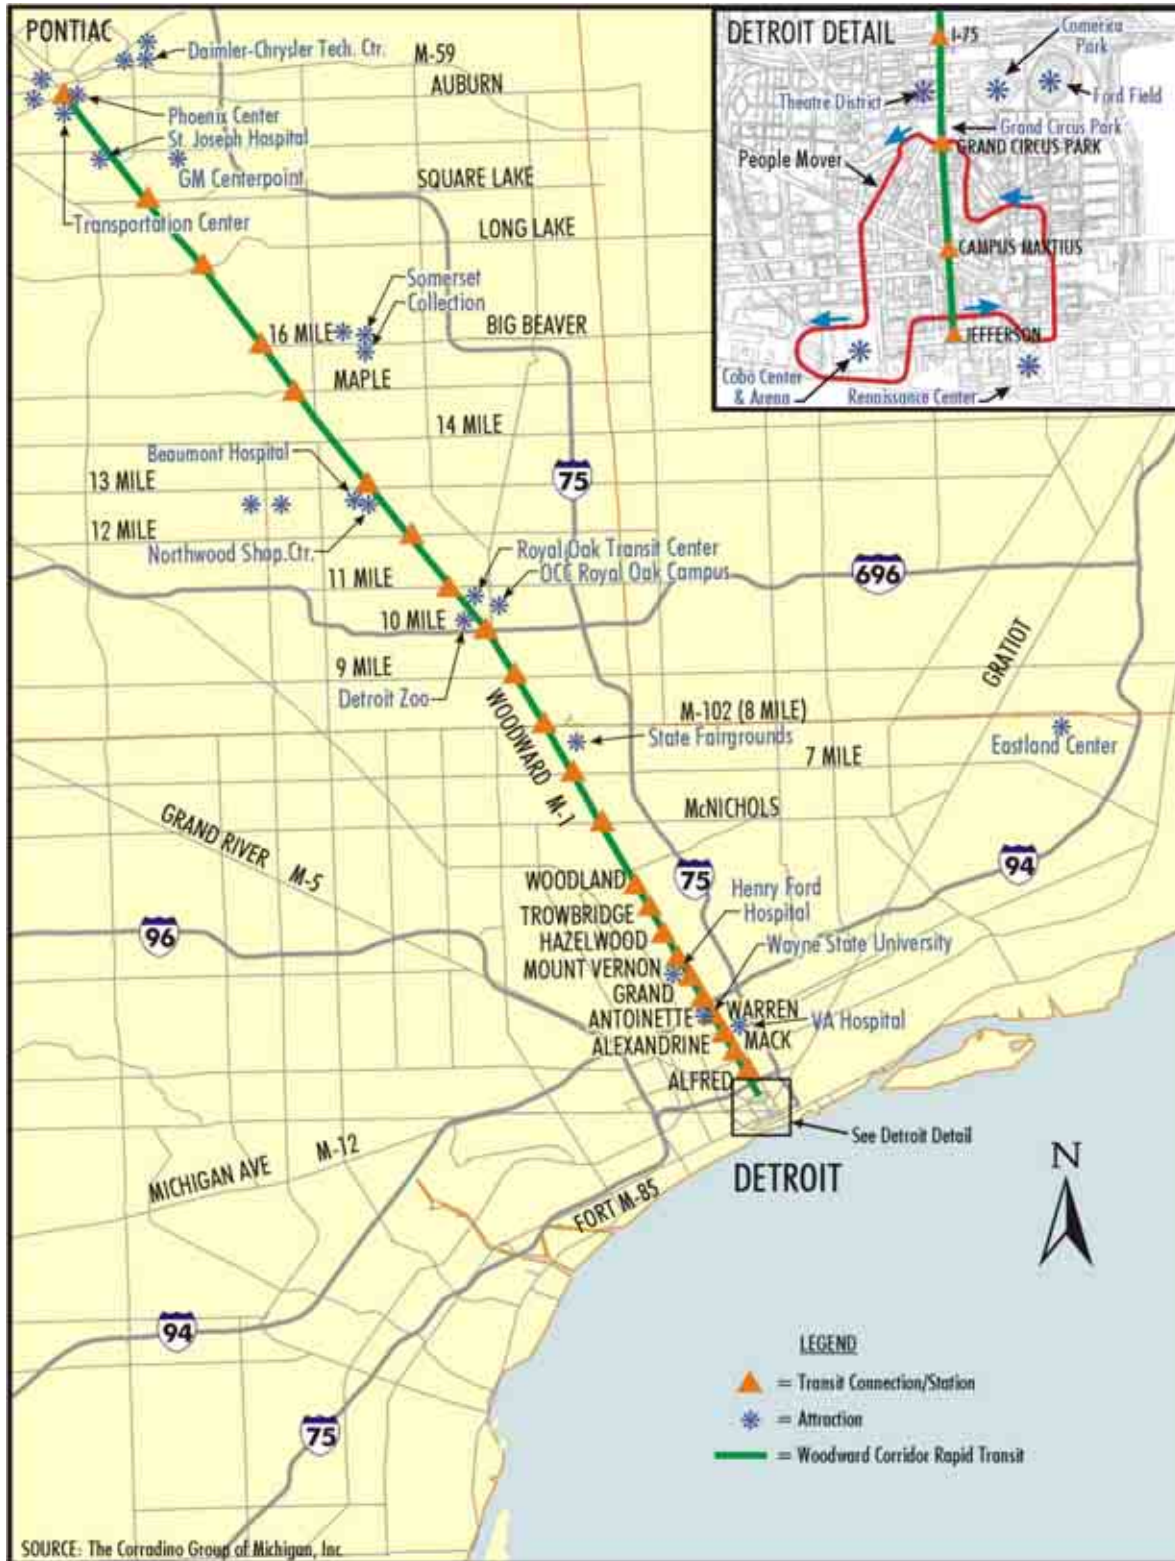 PONTIAC
Daimler-Chrysler Tech. Ctr.
M-59
AUBURN
Phoenix Center
St. Joseph Hospital
GM Centerpoint
SQUARE LAKE
Transportation Center
LONG LAKE
Somerset
Collection
16 MILE
BIG BEAVER
MAPLE
14 MILE
Beaumont Hospital
13 MILE
75
12 MILE
Northwood Shop.Ctr.
Royal Oak Transit Center
OCC Royal Oak Campus
11 MILE
696
10 MILE
9 MILE
Detroit Zoo
GRATIOT
WOODWARD M-1
M-102 (8 MILE)
State Fairgrounds
Eastland Center
7 MILE
McNICHOLS
GRAND RIVER M-5
94
75
WOODLAND
Henry Ford
Hospital
TROWBRIDGE
HAZELWOOD
Wayne State University
96
MOUNT VERNON
GRAND
WARREN
ANTOINETTE
VA Hospital
MACK
ALEXANDRINE
ALFRED
See Detroit Detail
MICHIGAN AVE M-12
DETROIT
FORT M-85
N
94
75
DETROIT DETAIL
I-75
Comerica
Park
Theatre District
Ford Field
Grand Circus Park
GRAND CIRCUS PARK
People Mover
CAMPUS MARTIUS
JEFFERSON
Cobo Center
& Arena
Renaissance Center
LEGEND
= Transit Connection/Station
= Attraction
= Woodward Corridor Rapid Transit
SOURCE: The Corradino Group of Michigan, Inc.